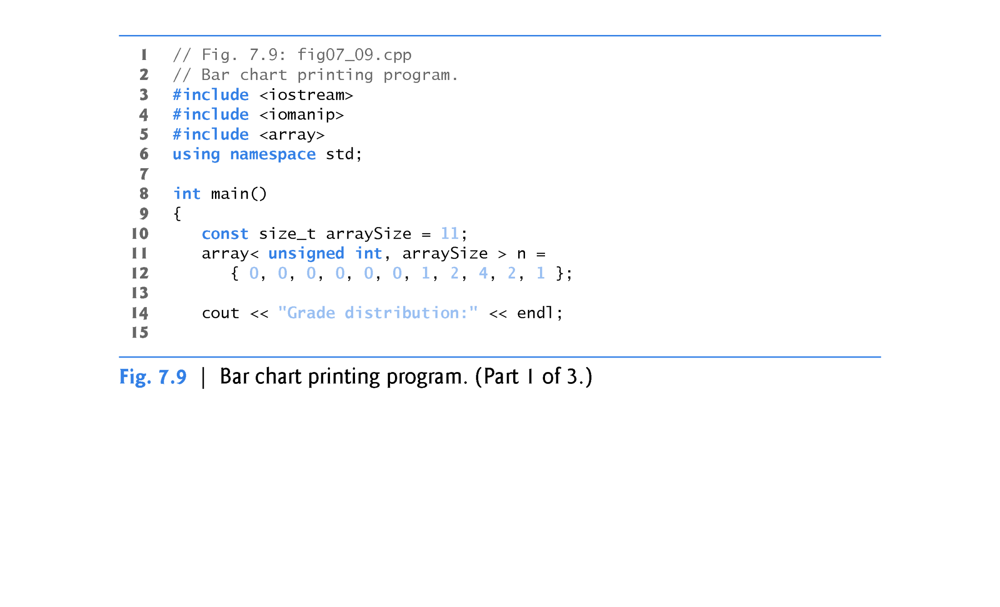 1 // Fig. 7.9: fig07_09.cpp
2 // Bar chart printing program.
3 #include <iostream>
4 #include <iomanip>
5 #include <array>
6 using namespace std;
7
8 int main()
9 {
10 const size_t arraySize = 11;
11 array< unsigned int, arraySize > n =
12 { 0, 0, 0, 0, 0, 0, 1, 2, 4, 2, 1 };
13
14 cout << "Grade distribution:" << endl;
15
Fig. 7.9 | Bar chart printing program. (Part 1 of 3.)